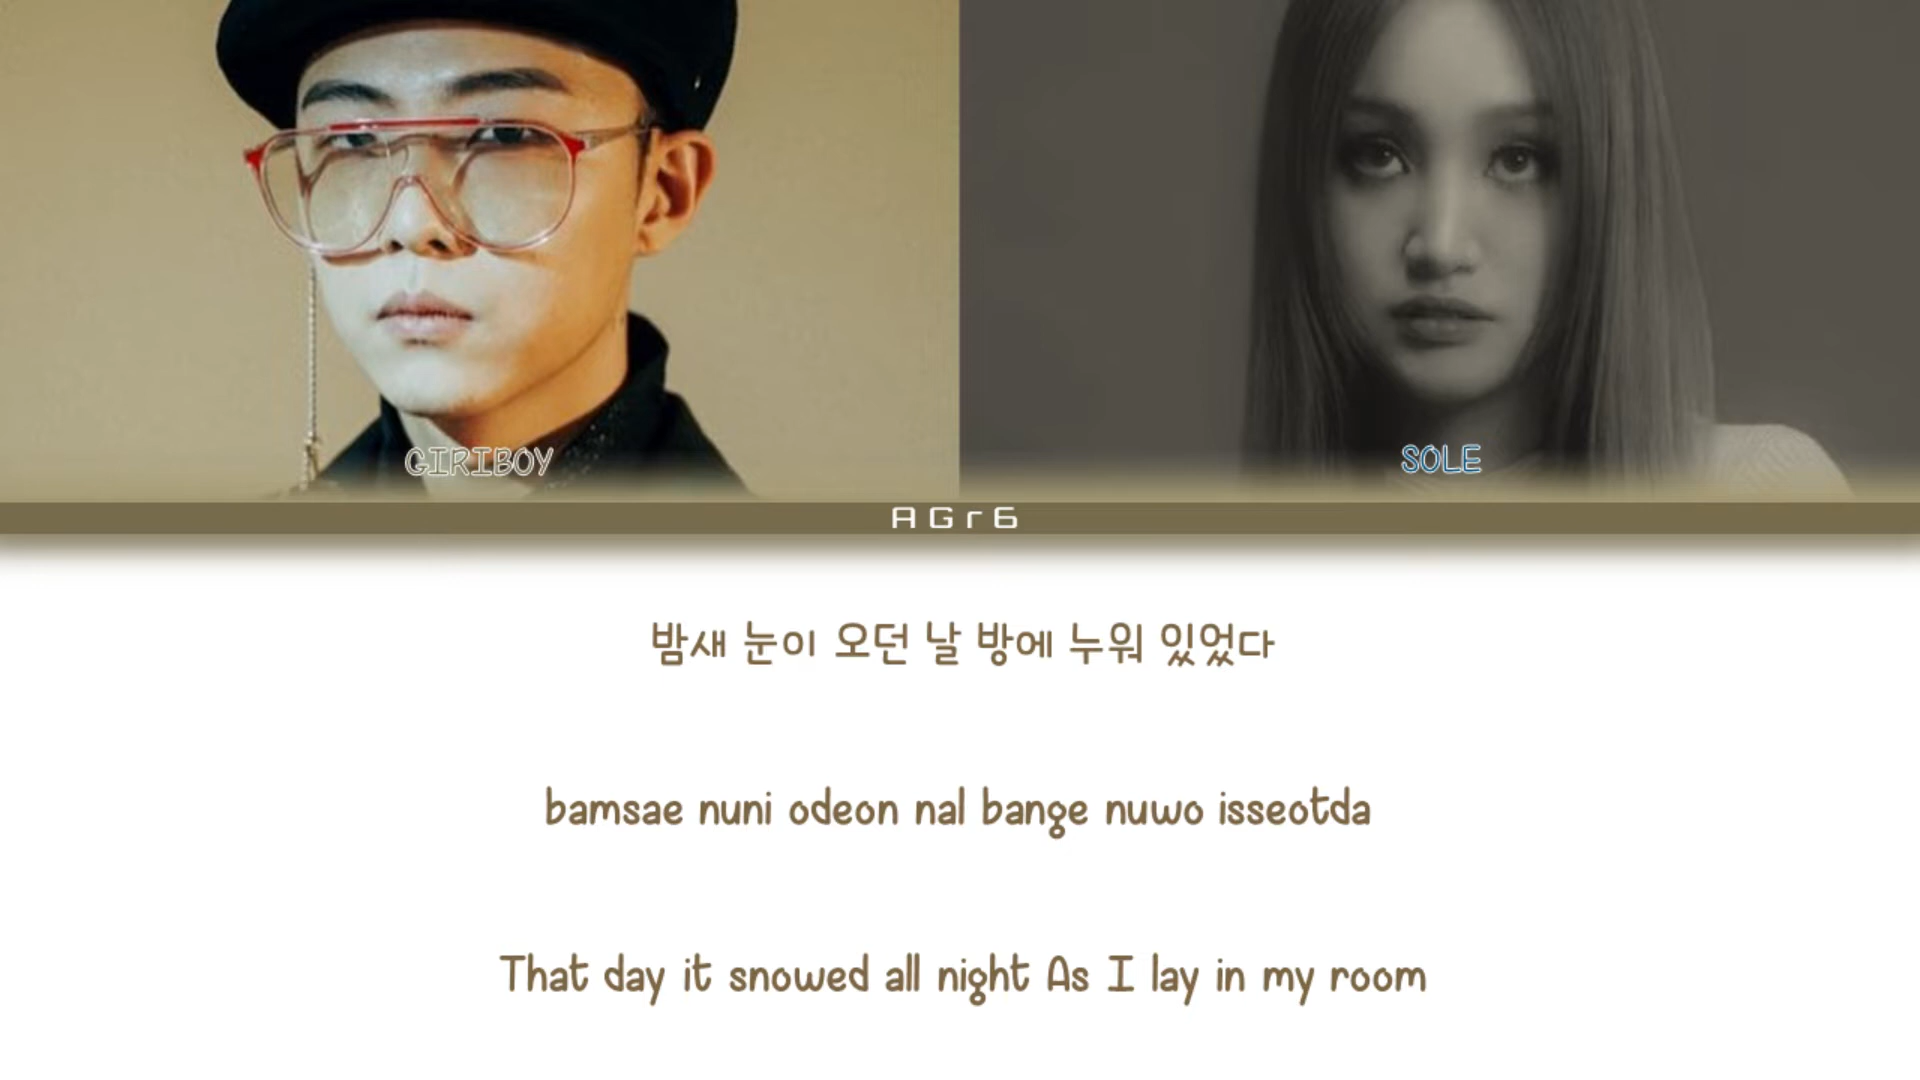 GIRIBOY
SOLE
AGr6
밤새 눈이 오던 날 방에 누워 있었다
bamsae nuni odeon nal bange nuwo isseotda
That day it snowed all night As I lay in my room